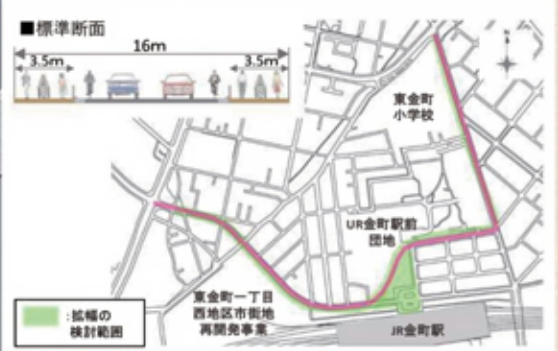 ■標準断面
16m
3.5m
3.5m
N
東金町
小学校
UR金町駅前
団地
東金町一丁目
西地区市街地
再開発事業
JR金町駅
:拡幅の
検討範囲